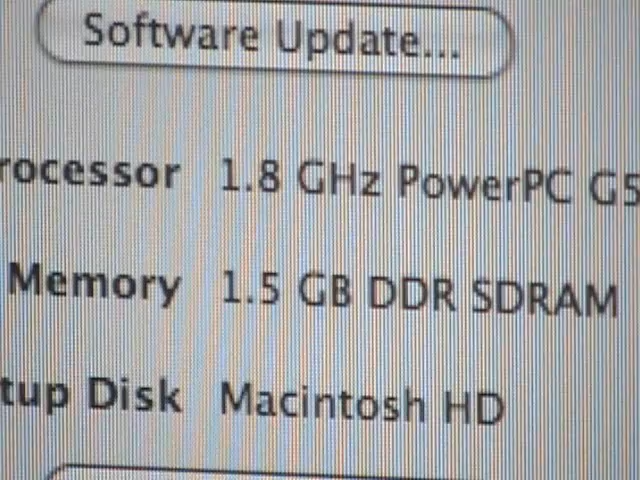 Software Update...
rocessor 1.8 GHz PowerPC G5
Memory 1.5 GB DDR SDRAM
tup Disk Macintosh HD